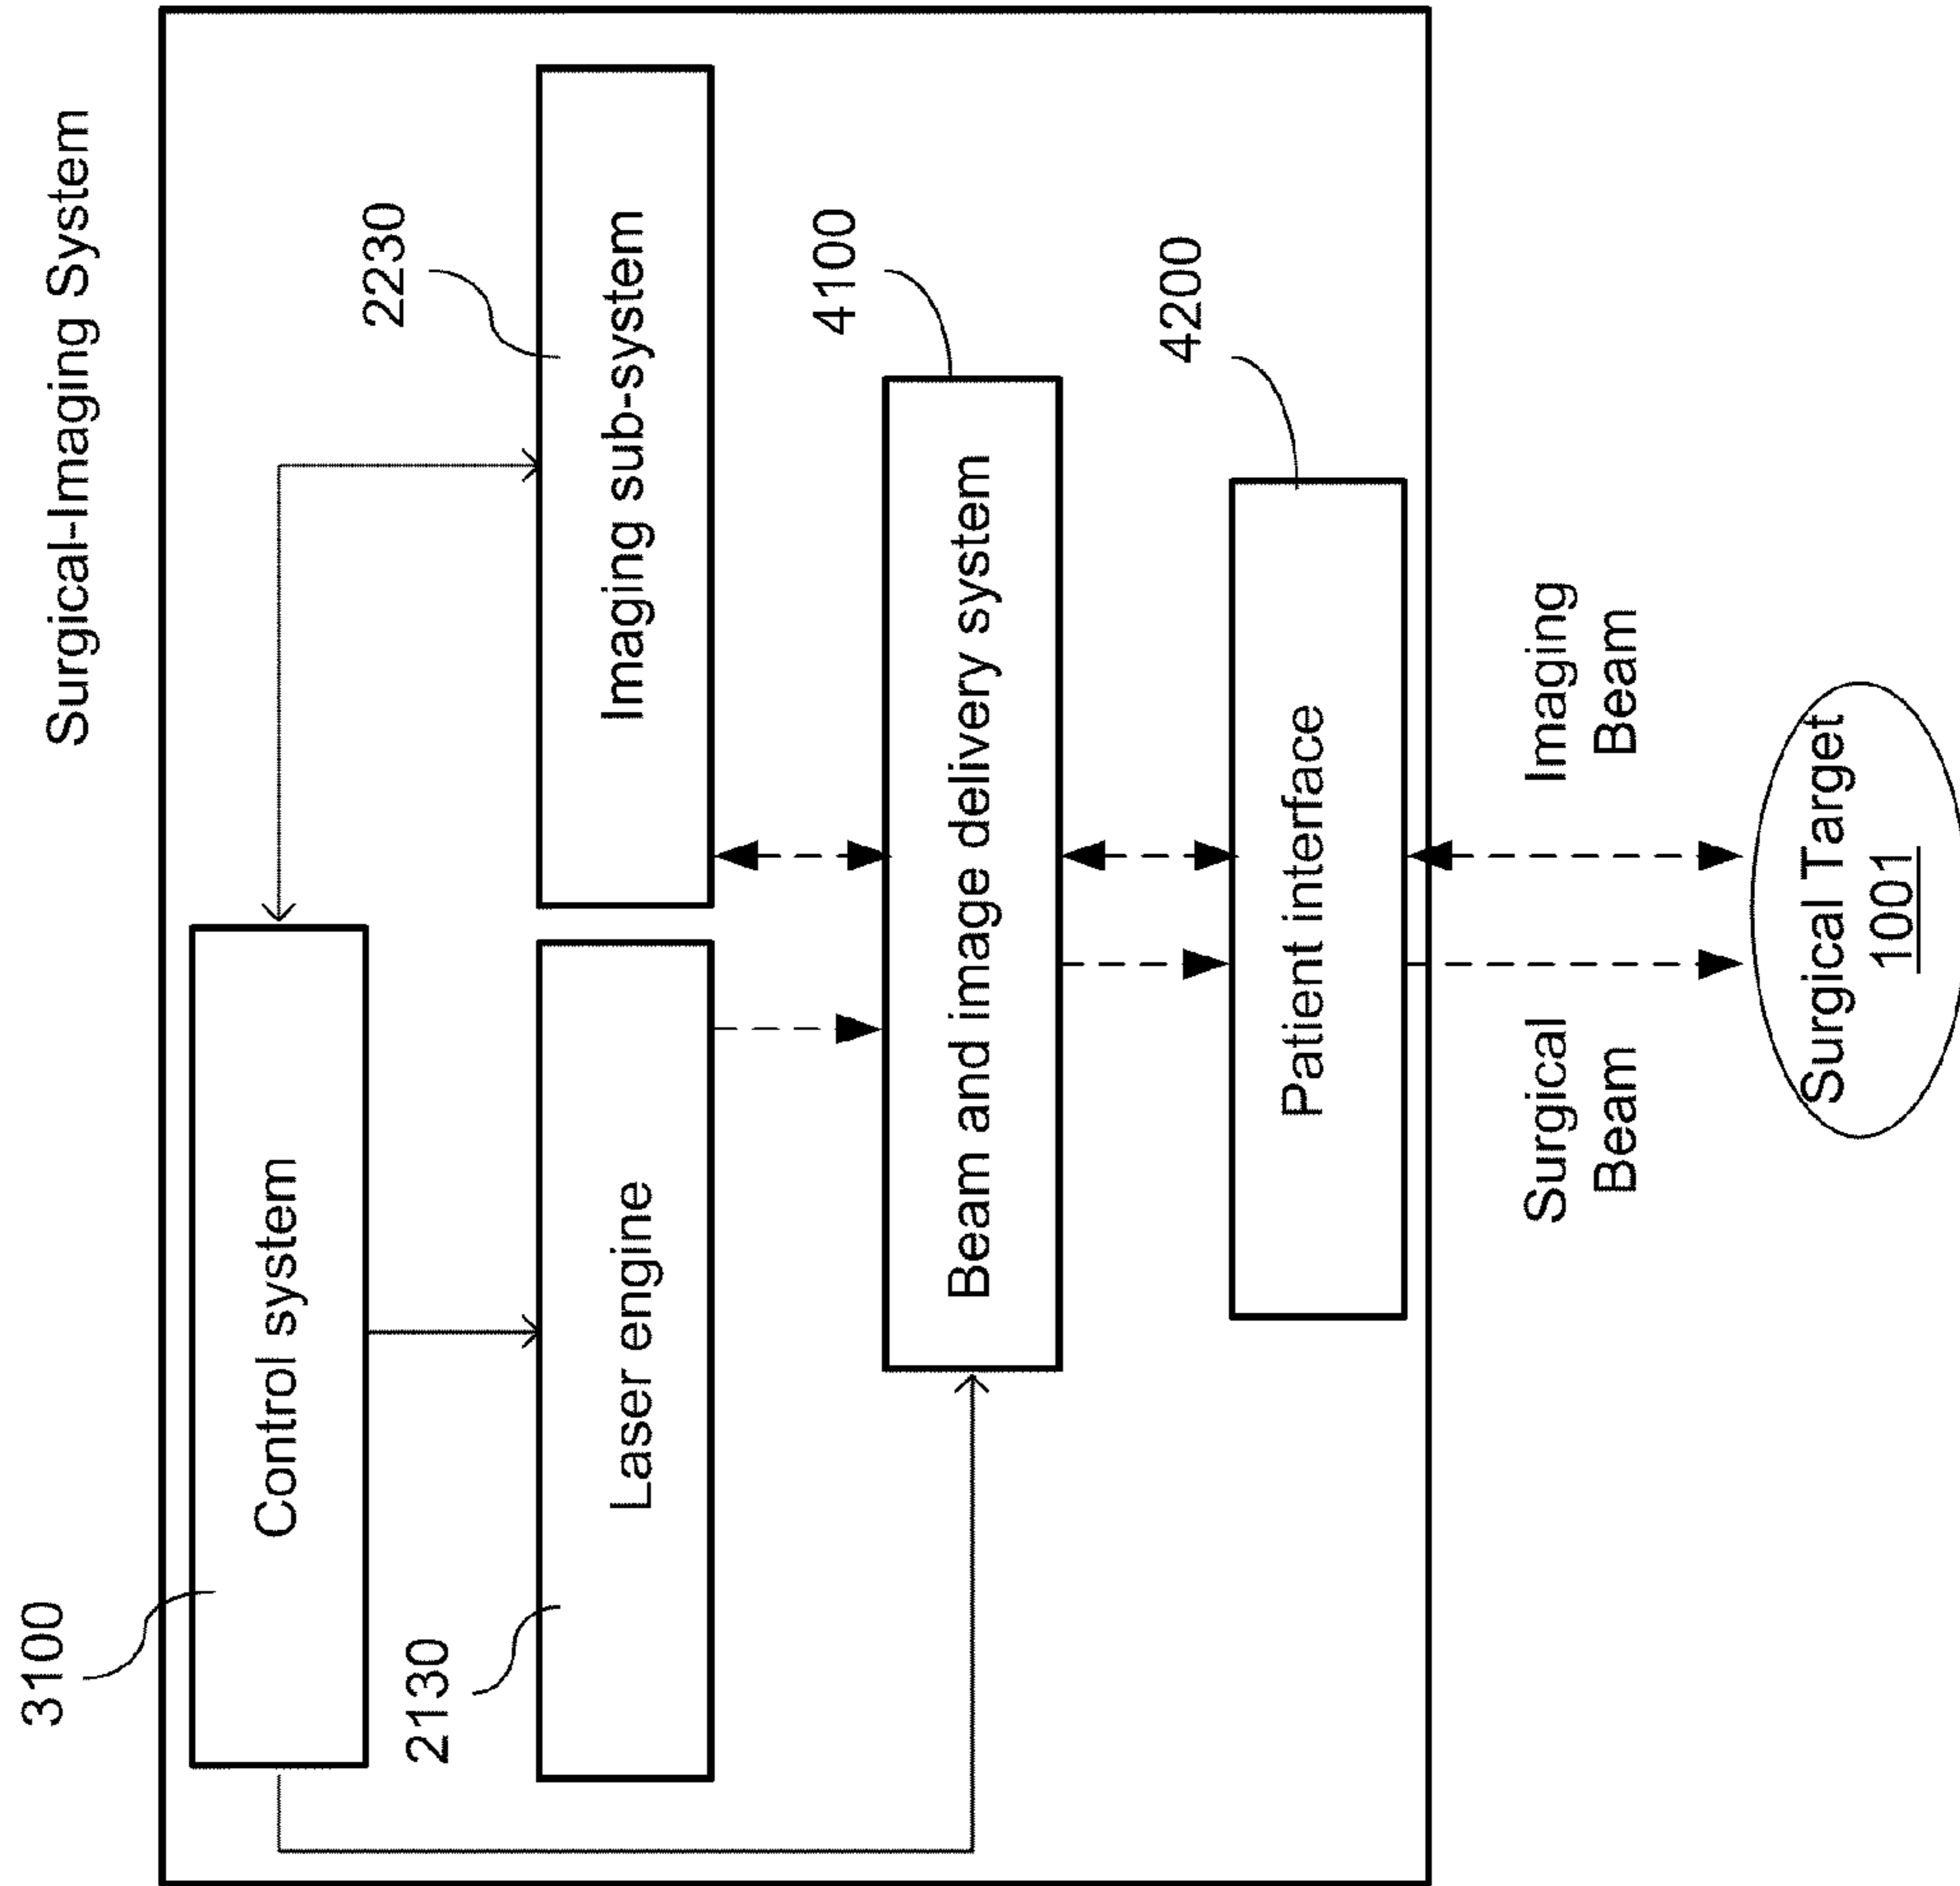 Surgical-Imaging System
3100
Control system
2130
Laser engine
2230
Imaging sub-system
4100
Beam and image delivery system
4200
Patient interface
Surgical
Beam
Imaging
Beam
Surgical Target
1001